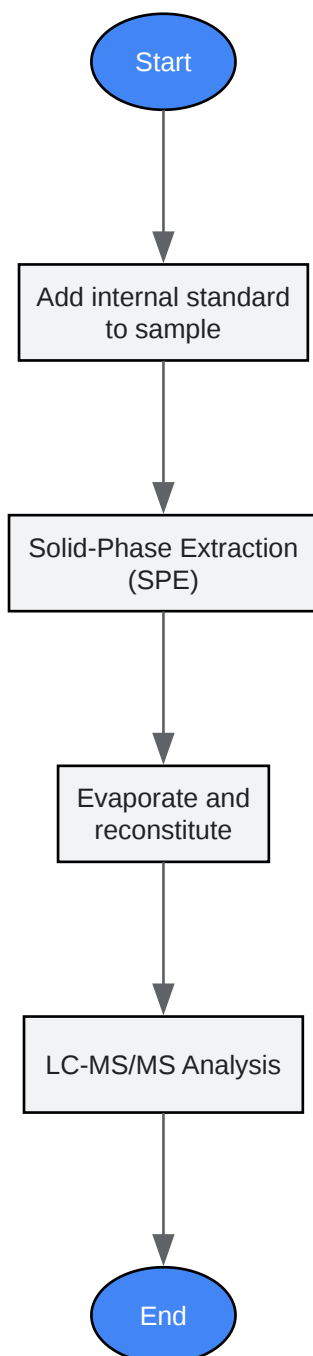 Start
Add internal standard
to sample
Solid-Phase Extraction
(SPE)
Evaporate and
reconstitute
LC-MS/MS Analysis
End